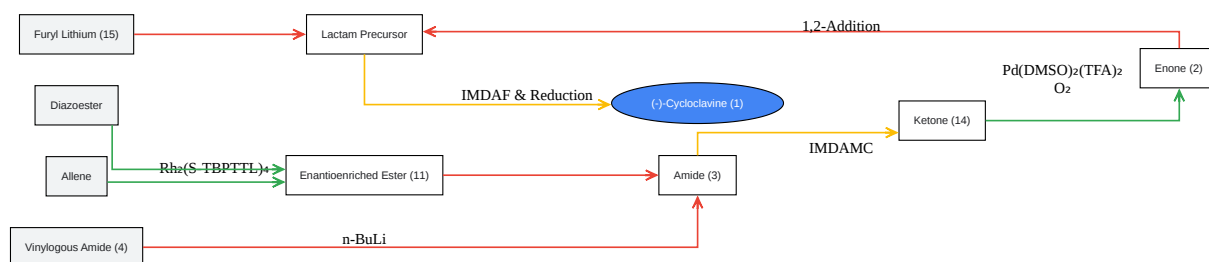 Furyl Lithium (15)
Lactam Precursor
1,2-Addition
Enone (2)
Pd(DMSO)₂(TFA)₂
O₂
Diazoester
IMDAF & Reduction
(-)-Cycloclavine (1)
Ketone (14)
IMDAMC
Allene
Rh₂(S-TBPTTL)₄
Enantioenriched Ester (11)
Amide (3)
Vinylogous Amide (4)
n-BuLi